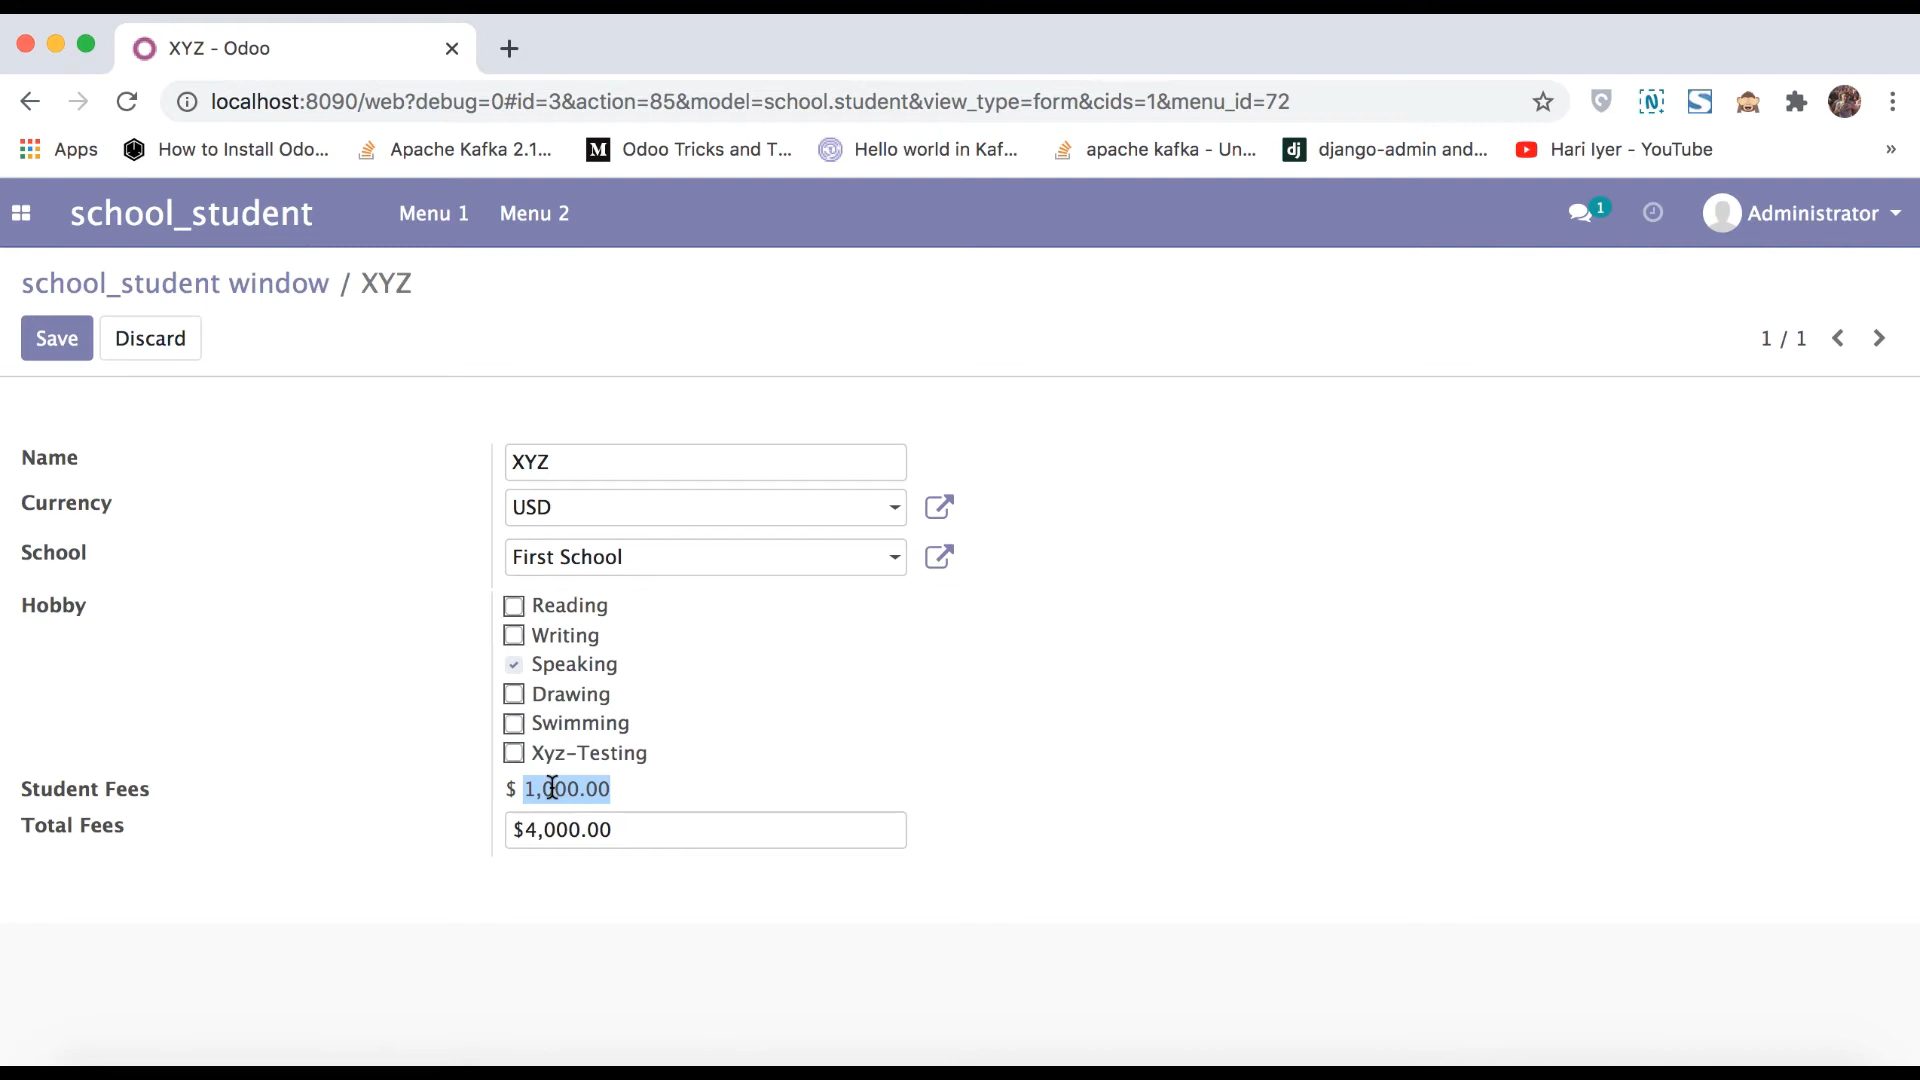 XYZ - Odoo
localhost:8090/web?debug=0#id=3&action=85&model=school.student&view_type=form&cids=1&menu_id=72
Apps How to Install Odo... Apache Kafka 2.1... M Odoo Tricks and T... Hello world in Kaf... apache kafka - Un... dj django-admin and... Hari Iyer - YouTube »
school_student Menu 1 Menu 2 1 Administrator
school_student window / XYZ
Save Discard 1 / 1
Name XYZ
Currency USD
School First School
Hobby Reading
Writing
Speaking
Drawing
Swimming
Xyz-Testing
Student Fees $ 1,000.00
Total Fees $4,000.00